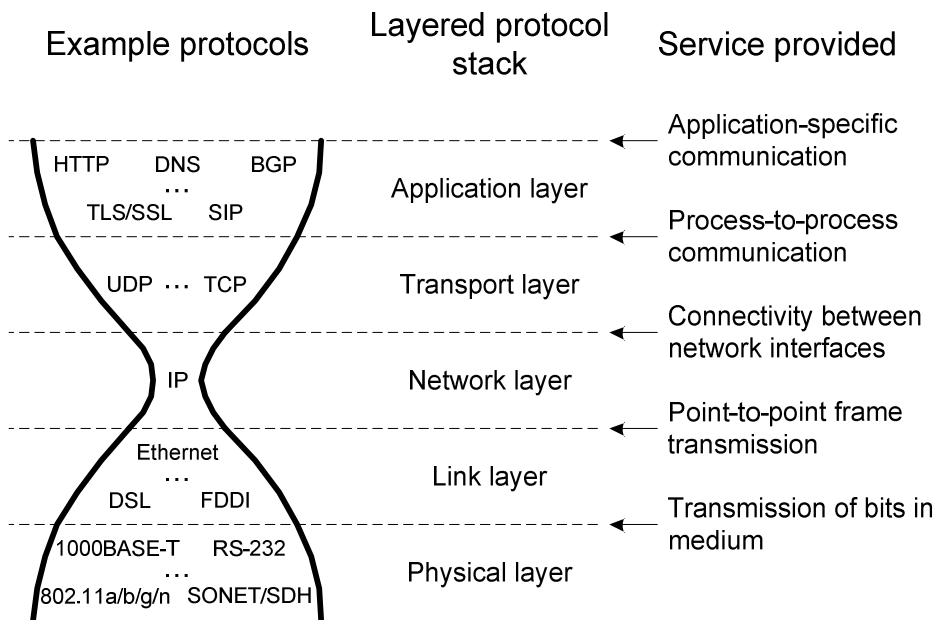 Example protocols
Layered protocol
stack
Service provided
Application-specific
communication
HTTP DNS BGP
...
TLS/SSL SIP
Application layer
Process-to-process
communication
UDP ... TCP
Transport layer
Connectivity between
network interfaces
IP
Network layer
Point-to-point frame
transmission
Ethernet
...
DSL FDDI
Link layer
Transmission of bits in
medium
1000BASE-T RS-232
...
802.11a/b/g/n SONET/SDH
Physical layer